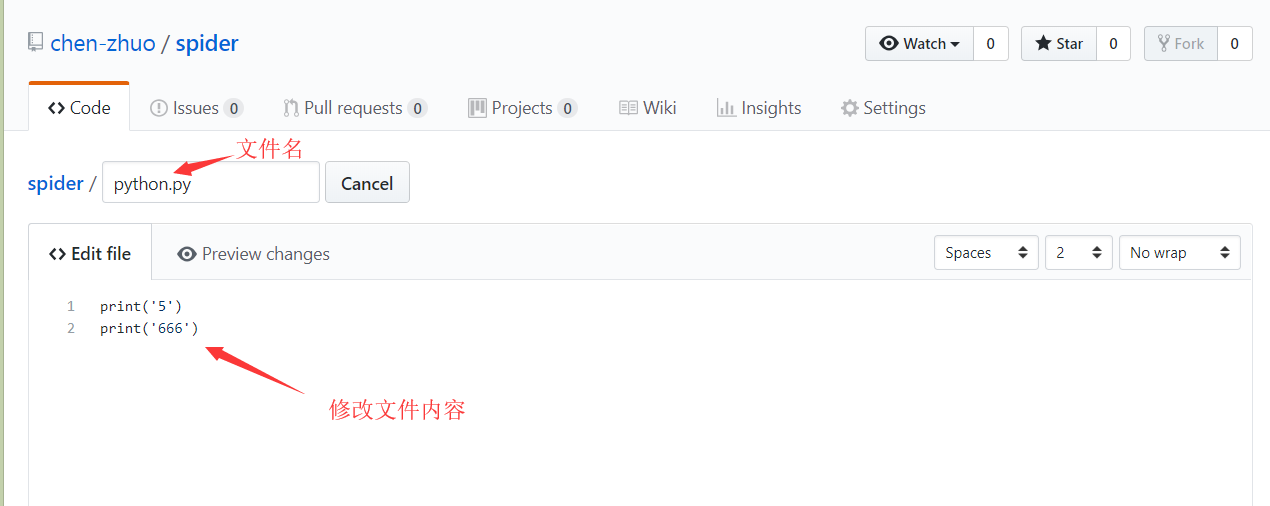 chen-zhuo / spider
Watch 0 Star 0 Fork 0
Code Issues 0 Pull requests 0 Projects 0 Wiki Insights Settings
文件名
spider / python.py Cancel
Edit file Preview changes Spaces 2 No wrap
1 print('5')
2 print('666')
修改文件内容